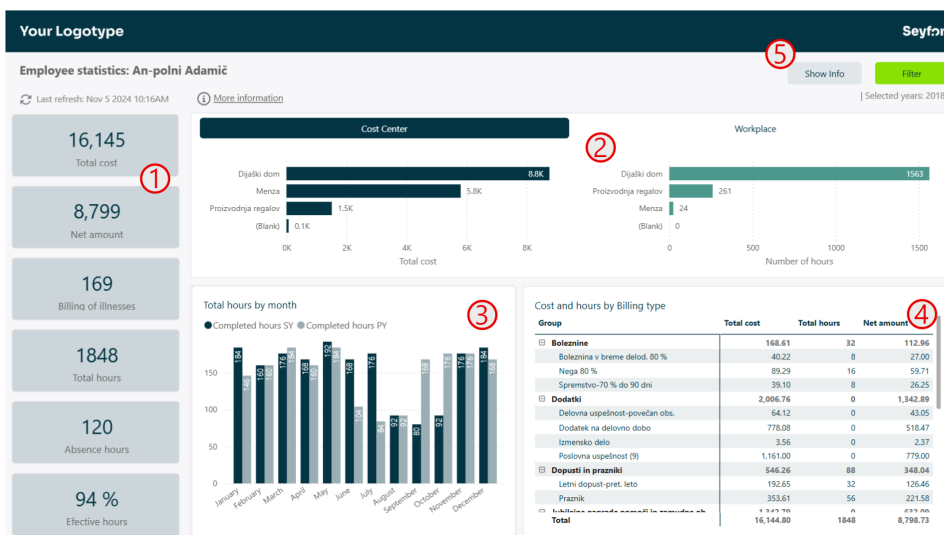 Your Logotype
Seyfor
Employee statistics: An-polni Adamič
5
Show Info
Filter
Last refresh: Nov 5 2024 10:16AM
More information
| Selected years: 2018
16,145
Total cost
1
8,799
Net amount
169
Billing of illnesses
1848
Total hours
120
Absence hours
94 %
Efective hours
Cost Center
Workplace
2
Dijaški dom 8.8K
Menza 5.8K
Proizvodnja regalov 1.5K
(Blank) 0.1K
0K 2K 4K 6K 8K
Total cost
Dijaški dom 1563
Proizvodnja regalov 261
Menza 24
(Blank) 0
0 500 1000 1500
Number of hours
Total hours by month
3
Completed hours SY Completed hours PY
150
100
50
0
184 146 160 160 176 184 168 160 192 184 168 104 176 84 92 92 80 168 92 176 176 176 184 168
January February March April May June July August September October November December
Cost and hours by Billing type
4
Group Total cost Total hours Net amount
Boleznine 168.61 32 112.96
Boleznina v breme delod. 80 % 40.22 8 27.00
Nega 80 % 89.29 16 59.71
Spremstvo-70 % do 90 dni 39.10 8 26.25
Dodatki 2,006.76 0 1,342.89
Delovna uspešnost-povečan obs. 64.12 0 43.05
Dodatek na delovno dobo 778.08 0 518.47
Izmensko delo 3.56 0 2.37
Poslovna uspešnost (9) 1,161.00 0 779.00
Dopusti in prazniki 546.26 88 348.04
Letni dopust-pret. leto 192.65 32 126.46
Praznik 353.61 56 221.58
Total 16,144.80 1848 8,798.73